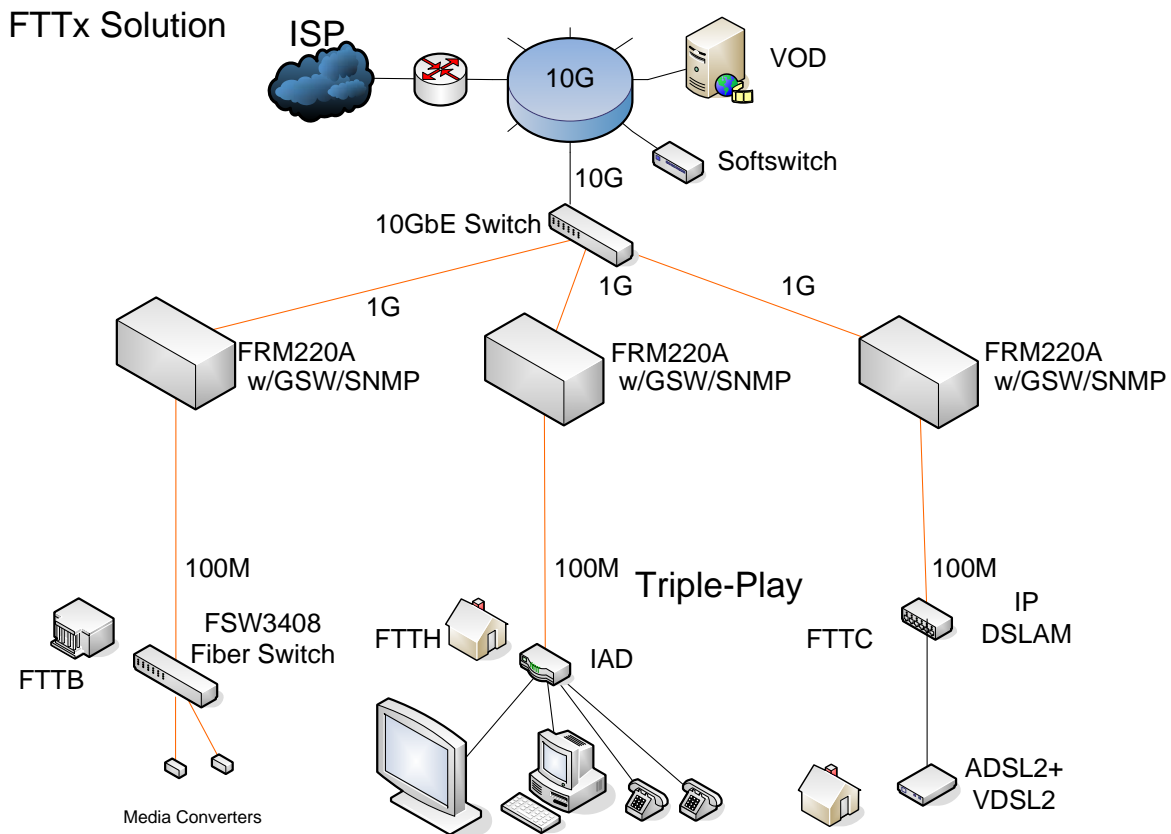 FTTx Solution
ISP
10G
VOD
Softswitch
10G
10GbE Switch
1G
1G
1G
FRM220A
w/GSW/SNMP
FRM220A
w/GSW/SNMP
FRM220A
w/GSW/SNMP
100M
100M
100M
Triple-Play
FTTB
FSW3408
Fiber Switch
FTTH
IAD
FTTC
IP
DSLAM
Media Converters
ADSL2+
VDSL2